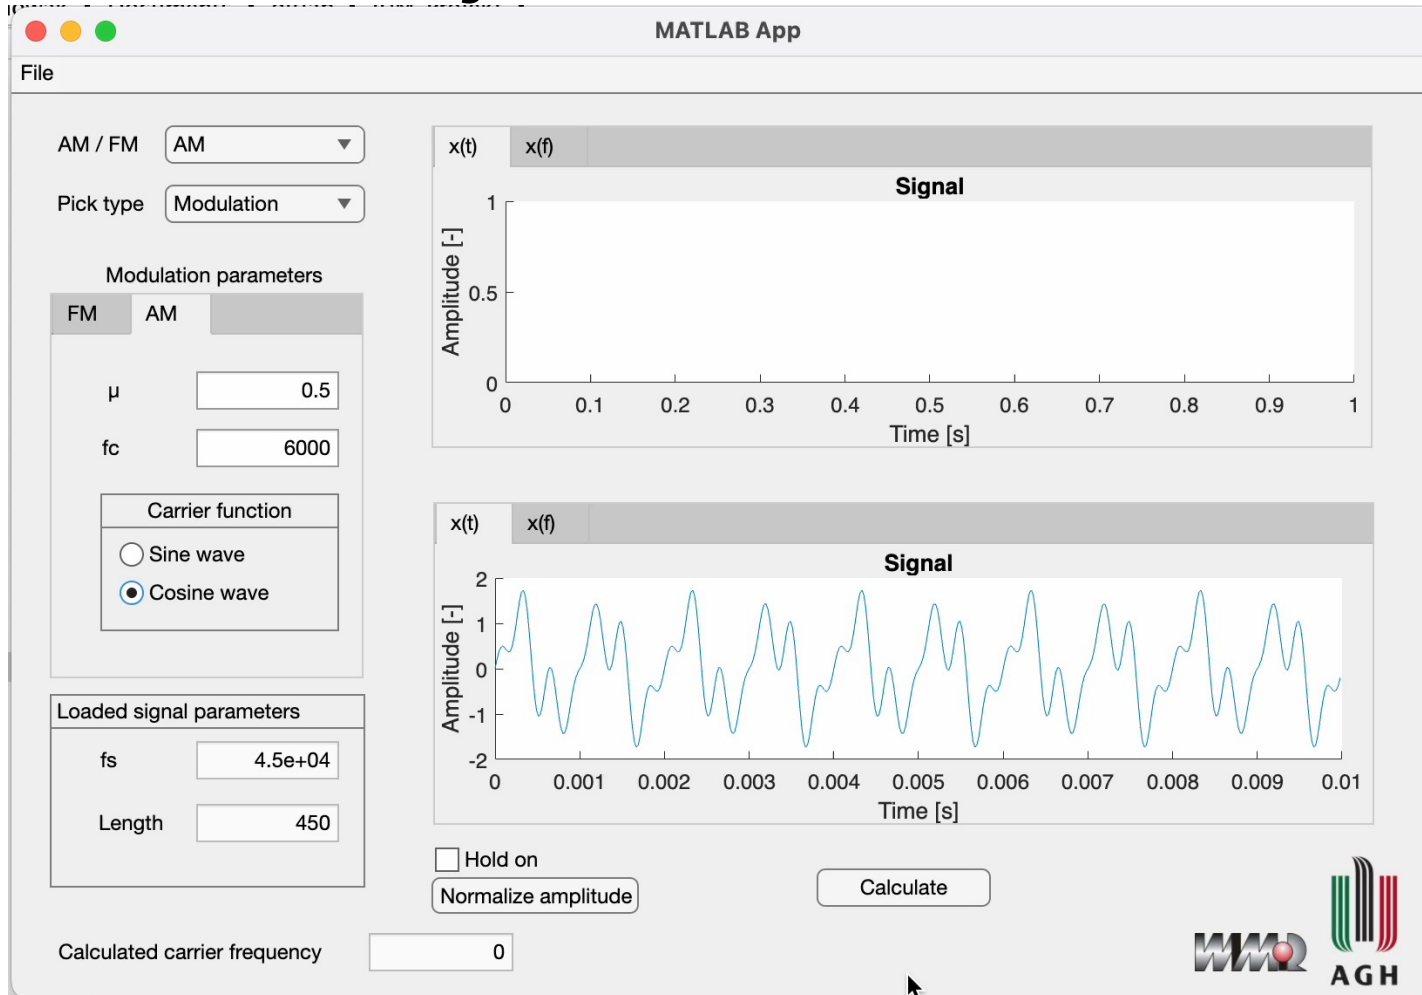 MATLAB App
File
AM / FM AM
Pick type Modulation
Modulation parameters
FM AM
µ 0.5
fc 6000
Carrier function
Sine wave
Cosine wave
Loaded signal parameters
fs 4.5e+04
Length 450
x(t) x(f)
Signal
Amplitude [-]
1
0.5
0
0 0.1 0.2 0.3 0.4 0.5 0.6 0.7 0.8 0.9 1
Time [s]
x(t) x(f)
Signal
Amplitude [-]
2
1
0
-1
-2
0 0.001 0.002 0.003 0.004 0.005 0.006 0.007 0.008 0.009 0.01
Time [s]
Hold on
Normalize amplitude
Calculate
Calculated carrier frequency 0
AGH